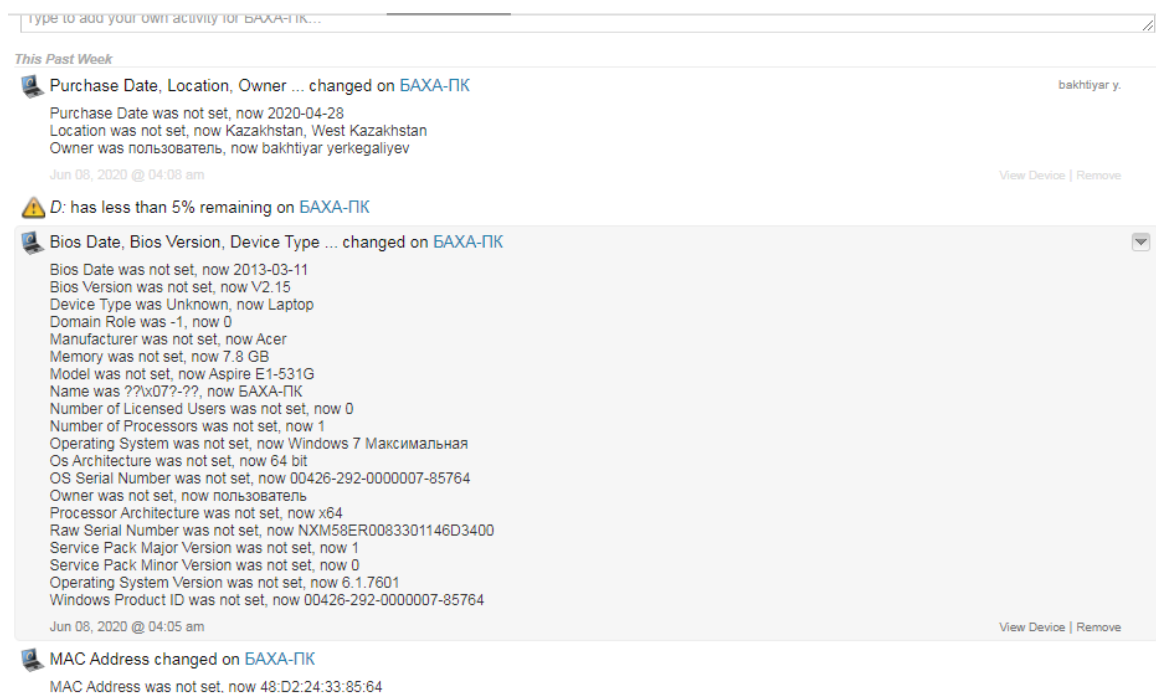 Type to add your own activity for БАХА-ПК...
This Past Week
Purchase Date, Location, Owner ... changed on БАХА-ПК
bakhtiyar y.
Purchase Date was not set, now 2020-04-28
Location was not set, now Kazakhstan, West Kazakhstan
Owner was пользователь, now bakhtiyar yerkegaliyev
Jun 08, 2020 @ 04:08 am
View Device | Remove
D: has less than 5% remaining on БАХА-ПК
Bios Date, Bios Version, Device Type ... changed on БАХА-ПК
Bios Date was not set, now 2013-03-11
Bios Version was not set, now V2.15
Device Type was Unknown, now Laptop
Domain Role was -1, now 0
Manufacturer was not set, now Acer
Memory was not set, now 7.8 GB
Model was not set, now Aspire E1-531G
Name was ??\x07?-??, now БАХА-ПК
Number of Licensed Users was not set, now 0
Number of Processors was not set, now 1
Operating System was not set, now Windows 7 Максимальная
Os Architecture was not set, now 64 bit
OS Serial Number was not set, now 00426-292-0000007-85764
Owner was not set, now пользователь
Processor Architecture was not set, now x64
Raw Serial Number was not set, now NXM58ER0083301146D3400
Service Pack Major Version was not set, now 1
Service Pack Minor Version was not set, now 0
Operating System Version was not set, now 6.1.7601
Windows Product ID was not set, now 00426-292-0000007-85764
Jun 08, 2020 @ 04:05 am
View Device | Remove
MAC Address changed on БАХА-ПК
MAC Address was not set, now 48:D2:24:33:85:64